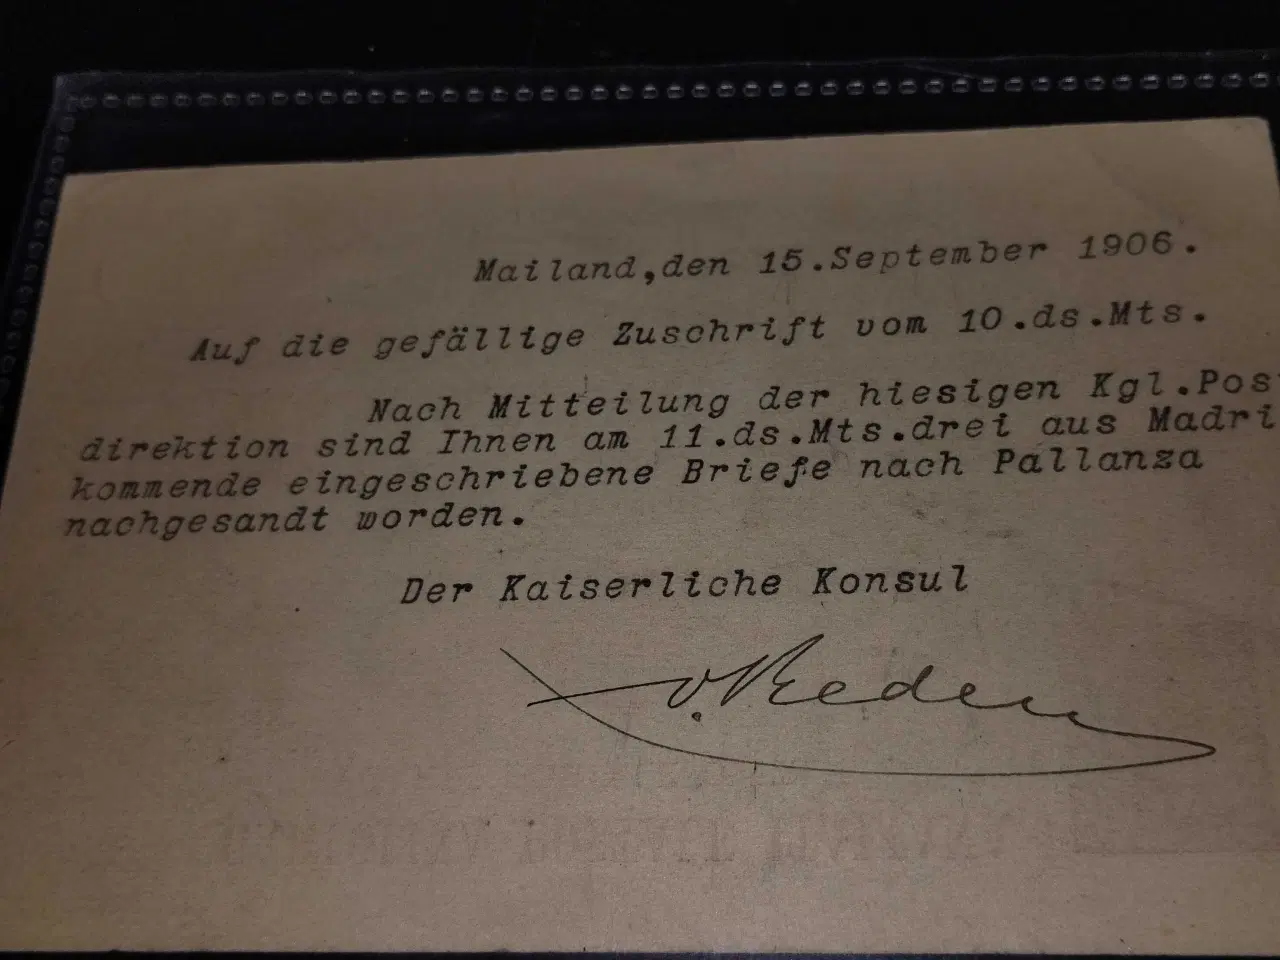 Mailand,den 15.September 1906.
Auf die gefällige Zuschrift vom 10.ds.Mts.
Nach Mitteilung der hiesigen Kgl.Pos
direktion sind Ihnen am 11.ds.Mts.drei aus Madri
kommende eingeschriebene Briefe nach Pallanza
nachgesandt worden.
Der Kaiserliche Konsul
v. Reden